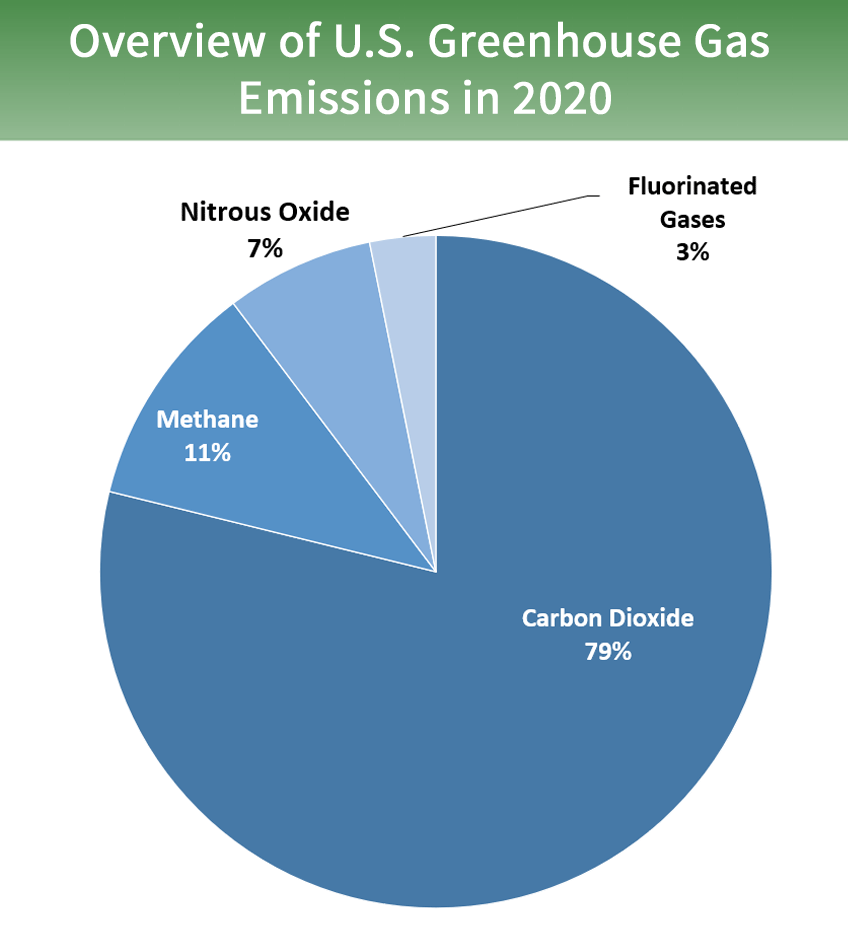 Overview of U.S. Greenhouse Gas
Emissions in 2020
Fluorinated
Gases
3%
Nitrous Oxide
7%
Methane
11%
Carbon Dioxide
79%